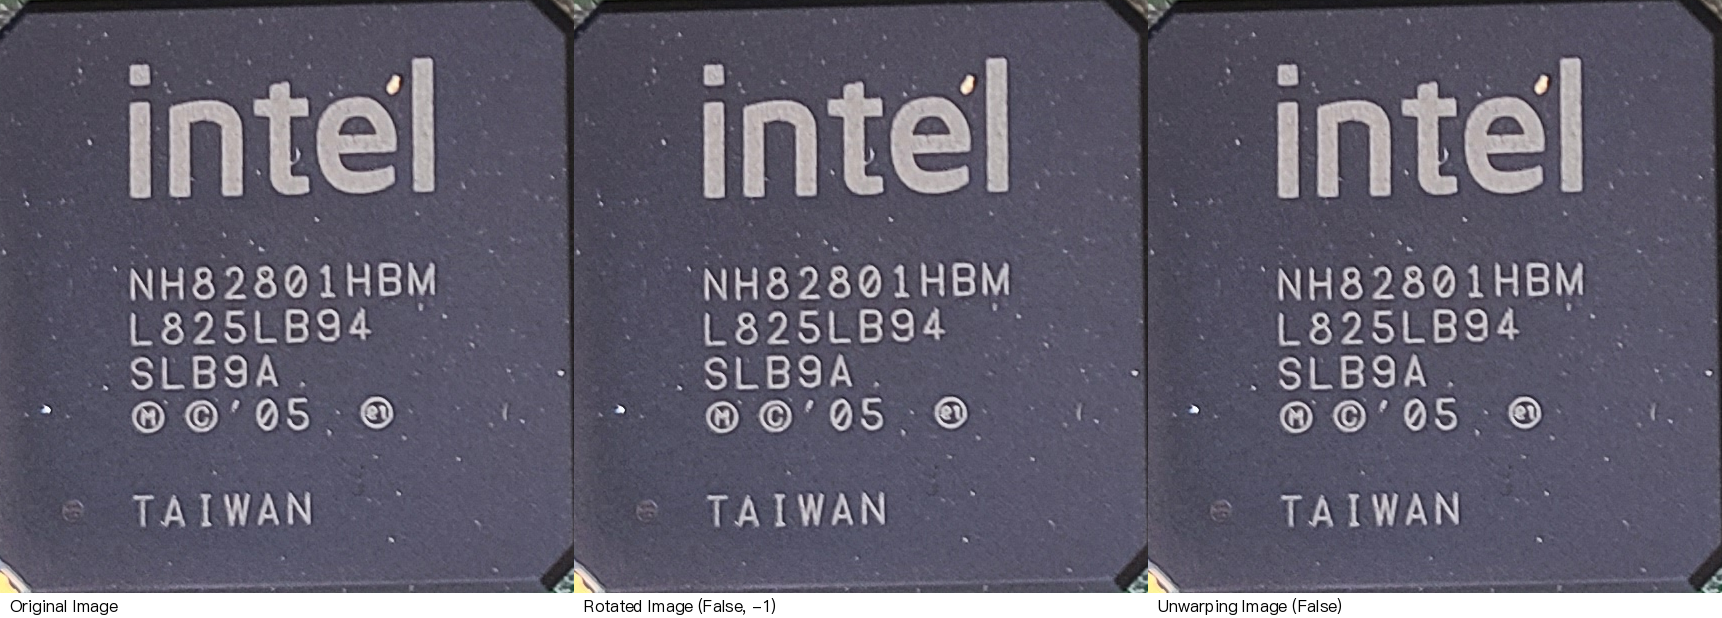 intel
NH82801HBM
L825LB94
SLB9A
Ⓜ © '05 e1
TAIWAN
intel
NH82801HBM
L825LB94
SLB9A
Ⓜ © '05 e1
TAIWAN
intel
NH82801HBM
L825LB94
SLB9A
Ⓜ © '05 e1
TAIWAN
Original Image
Rotated Image (False, -1)
Unwarping Image (False)